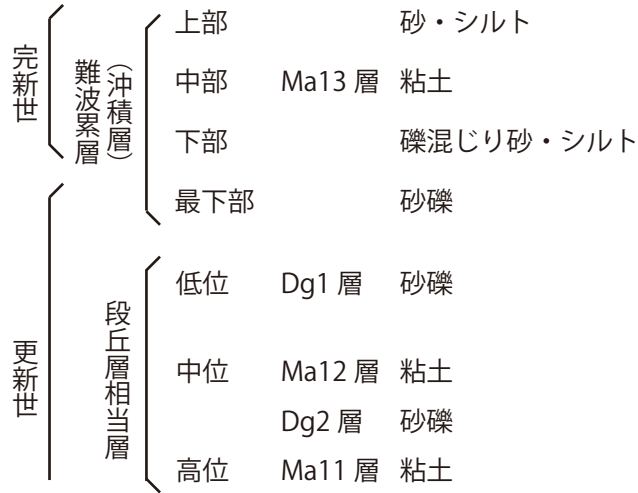 完新世
難波累層
（沖積層）
上部 砂・シルト
中部 Ma13 層 粘土
下部 礫混じり砂・シルト
最下部 砂礫
更新世
段丘層相当層
低位 Dg1 層 砂礫
中位 Ma12 層 粘土
Dg2 層 砂礫
高位 Ma11 層 粘土